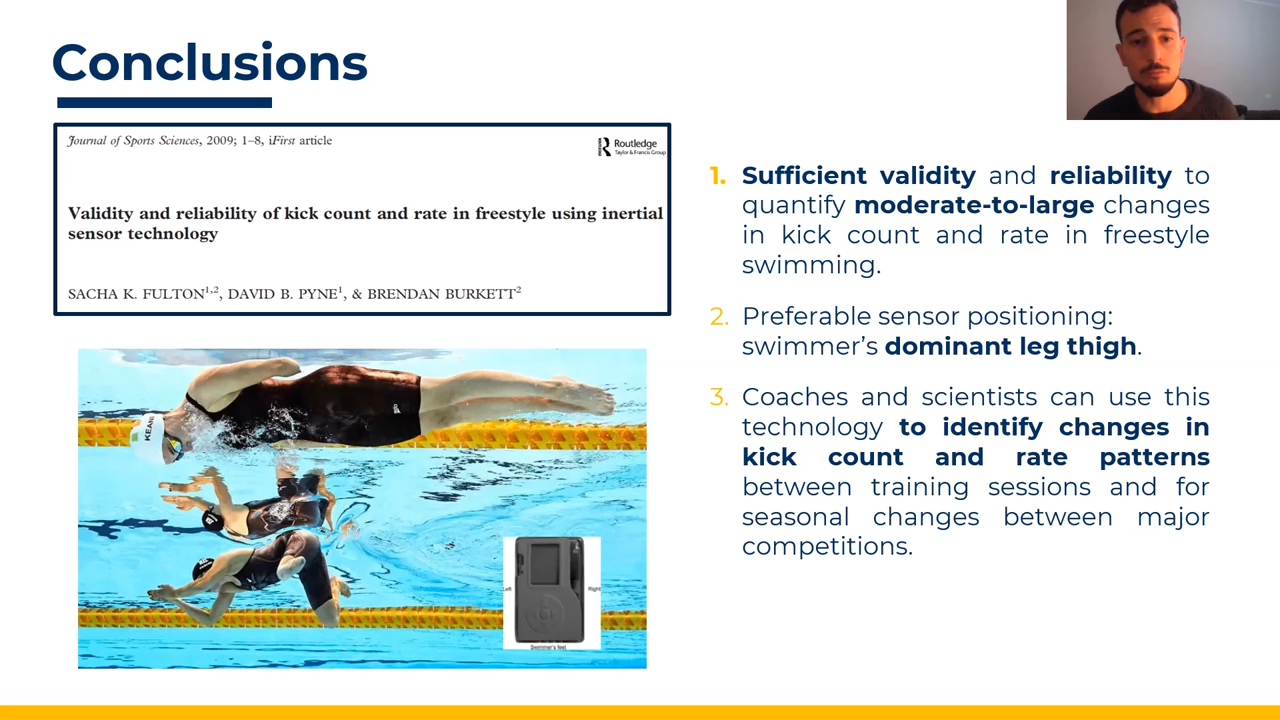 Conclusions
Journal of Sports Sciences, 2009; 1–8, iFirst article
Routledge
Taylor & Francis Group
Validity and reliability of kick count and rate in freestyle using inertial
sensor technology
SACHA K. FULTON1,2, DAVID B. PYNE1, & BRENDAN BURKETT2
1. Sufficient validity and reliability to
quantify moderate-to-large changes
in kick count and rate in freestyle
swimming.
2. Preferable sensor positioning:
swimmer’s dominant leg thigh.
3. Coaches and scientists can use this
technology to identify changes in
kick count and rate patterns
between training sessions and for
seasonal changes between major
competitions.
Left
Right
Swimmer's feet